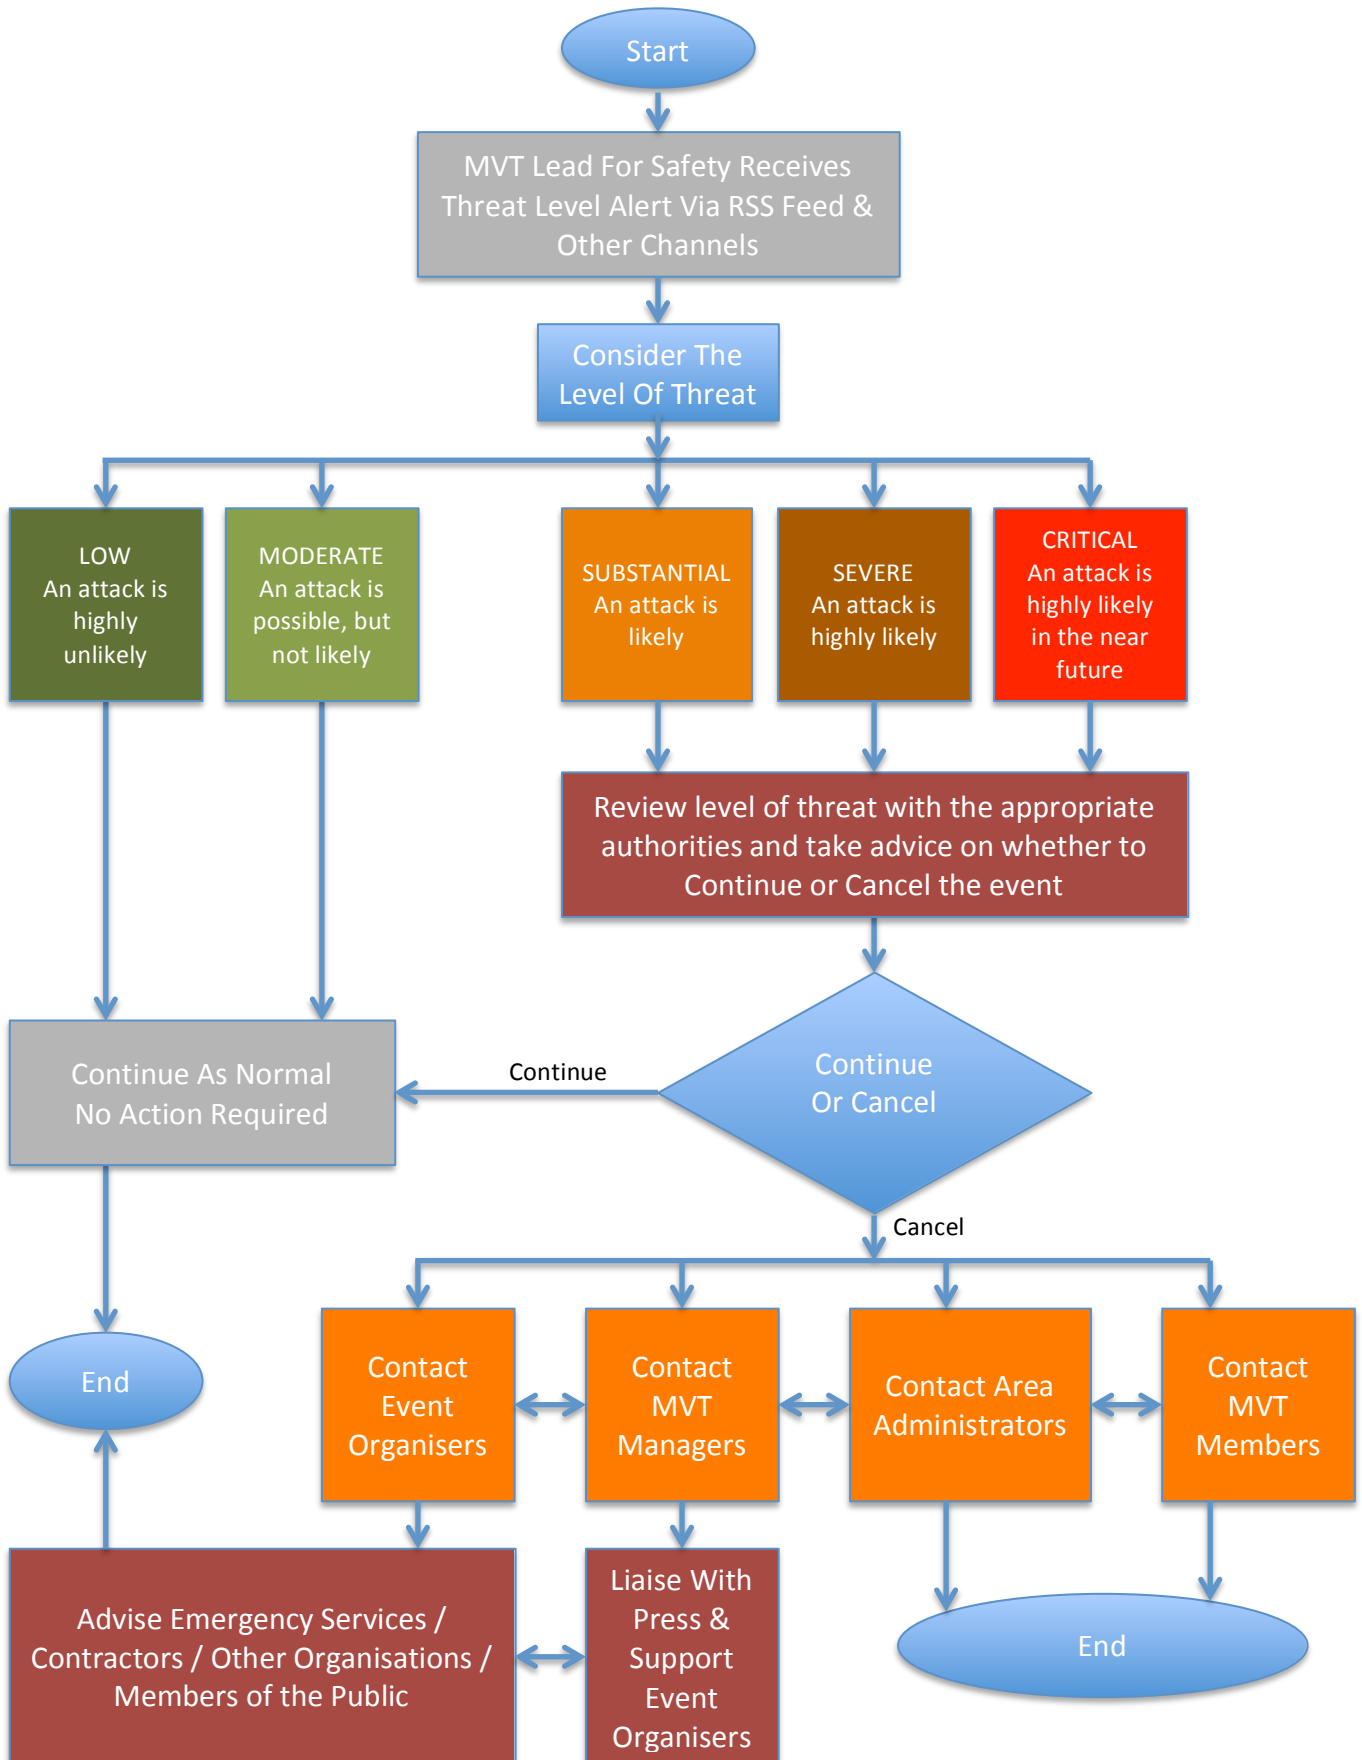 Start
MVT Lead For Safety Receives
Threat Level Alert Via RSS Feed &
Other Channels
Consider The
Level Of Threat
LOW
An attack is
highly
unlikely
MODERATE
An attack is
possible, but
not likely
SUBSTANTIAL
An attack is
likely
SEVERE
An attack is
highly likely
CRITICAL
An attack is
highly likely
in the near
future
Review level of threat with the appropriate
authorities and take advice on whether to
Continue or Cancel the event
Continue As Normal
No Action Required
Continue
Continue
Or Cancel
Cancel
End
Contact
Event
Organisers
Contact
MVT
Managers
Contact Area
Administrators
Contact
MVT
Members
Advise Emergency Services /
Contractors / Other Organisations /
Members of the Public
Liaise With
Press &
Support
Event
Organisers
End